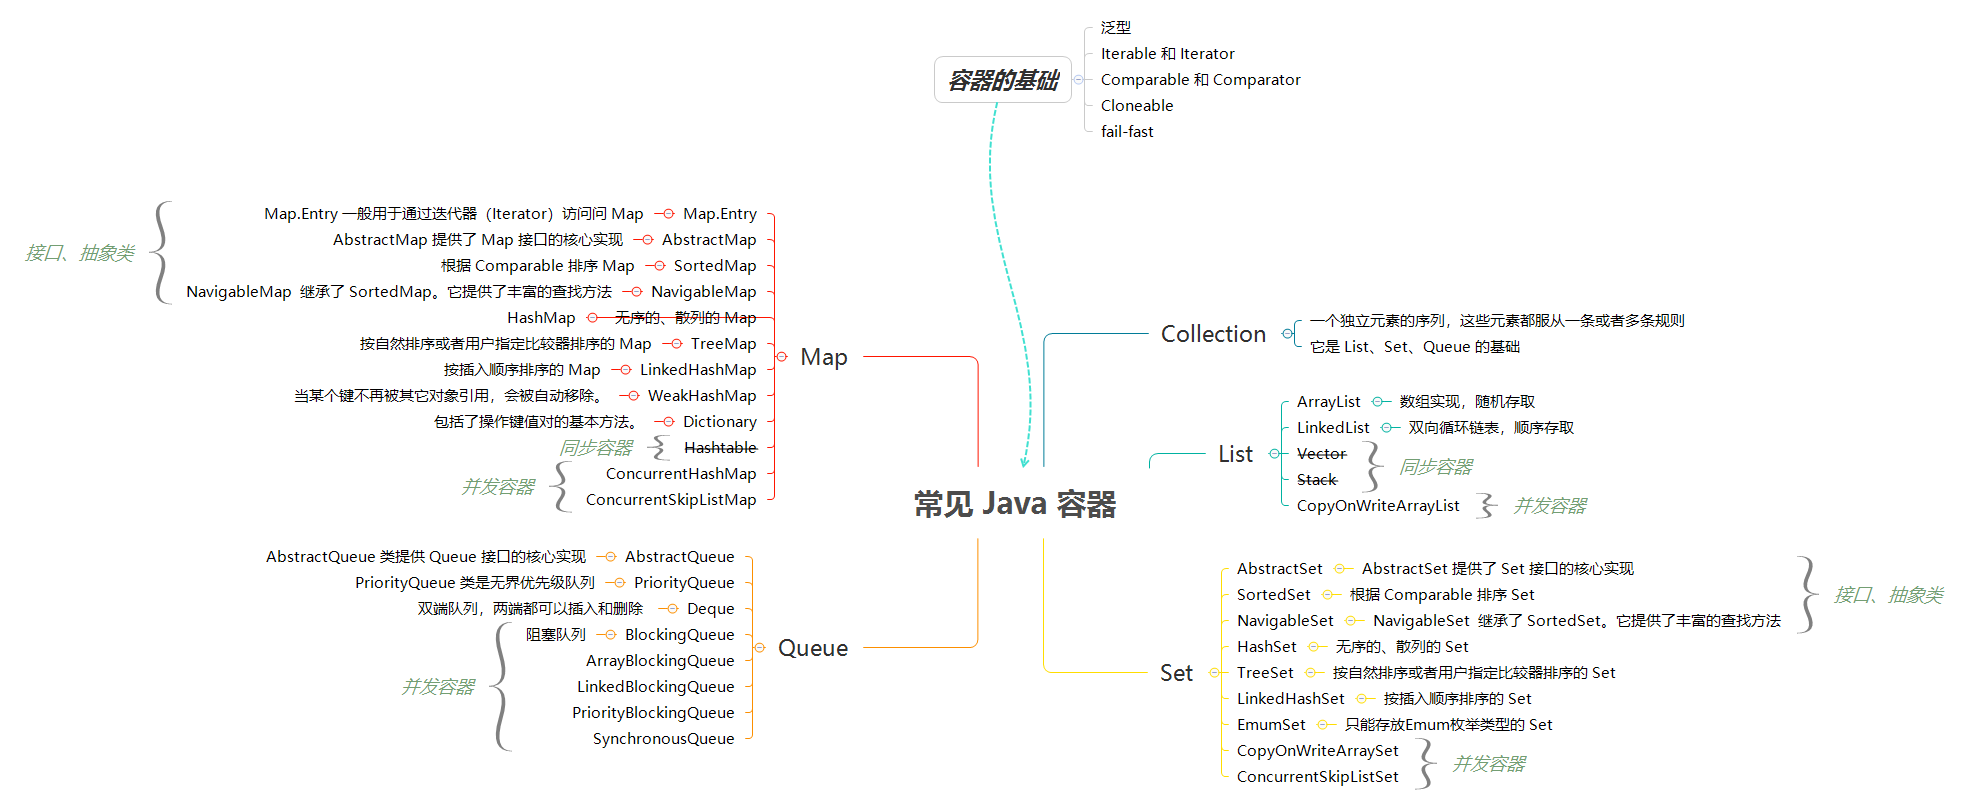 容器的基础
泛型
Iterable 和 Iterator
Comparable 和 Comparator
Cloneable
fail-fast
常见 Java 容器
Map
Map.Entry 一般用于通过迭代器（Iterator）访问问 Map
Map.Entry
AbstractMap 提供了 Map 接口的核心实现
AbstractMap
根据 Comparable 排序 Map
SortedMap
NavigableMap 继承了 SortedMap。它提供了丰富的查找方法
NavigableMap
接口、抽象类
HashMap
无序的、散列的 Map
按自然排序或者用户指定比较器排序的 Map
TreeMap
按插入顺序排序的 Map
LinkedHashMap
当某个键不再被其它对象引用，会被自动移除。
WeakHashMap
包括了操作键值对的基本方法。
Dictionary
同步容器
Hashtable
并发容器
ConcurrentHashMap
ConcurrentSkipListMap
Queue
AbstractQueue 类提供 Queue 接口的核心实现
AbstractQueue
PriorityQueue 类是无界优先级队列
PriorityQueue
双端队列，两端都可以插入和删除
Deque
阻塞队列
BlockingQueue
ArrayBlockingQueue
LinkedBlockingQueue
PriorityBlockingQueue
SynchronousQueue
并发容器
Collection
一个独立元素的序列，这些元素都服从一条或者多条规则
它是 List、Set、Queue 的基础
List
ArrayList
数组实现，随机存取
LinkedList
双向循环链表，顺序存取
Vector
Stack
同步容器
CopyOnWriteArrayList
并发容器
Set
AbstractSet
AbstractSet 提供了 Set 接口的核心实现
SortedSet
根据 Comparable 排序 Set
NavigableSet
NavigableSet 继承了 SortedSet。它提供了丰富的查找方法
接口、抽象类
HashSet
无序的、散列的 Set
TreeSet
按自然排序或者用户指定比较器排序的 Set
LinkedHashSet
按插入顺序排序的 Set
EmumSet
只能存放Emum枚举类型的 Set
CopyOnWriteArraySet
ConcurrentSkipListSet
并发容器